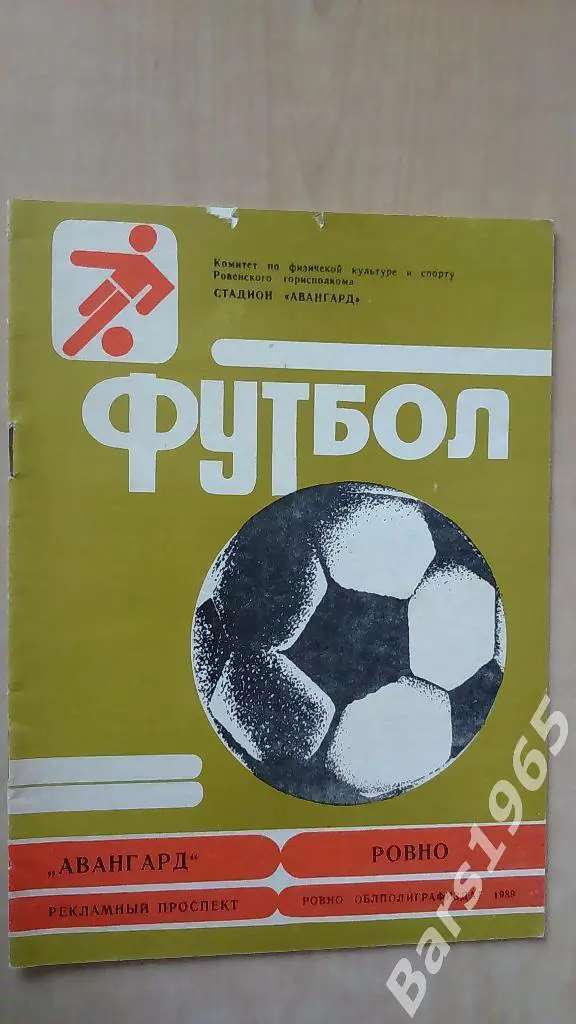 Комитет по физичекой культуре и спорту
Ровенского горисполкома
СТАДИОН «АВАНГАРД»
ФУТБОЛ
„АВАНГАРД“
РОВНО
РЕКЛАМНЫЙ ПРОСПЕКТ
РОВНО ОБЛПОЛИГРАФИЗДАТ 1989
Bars1965